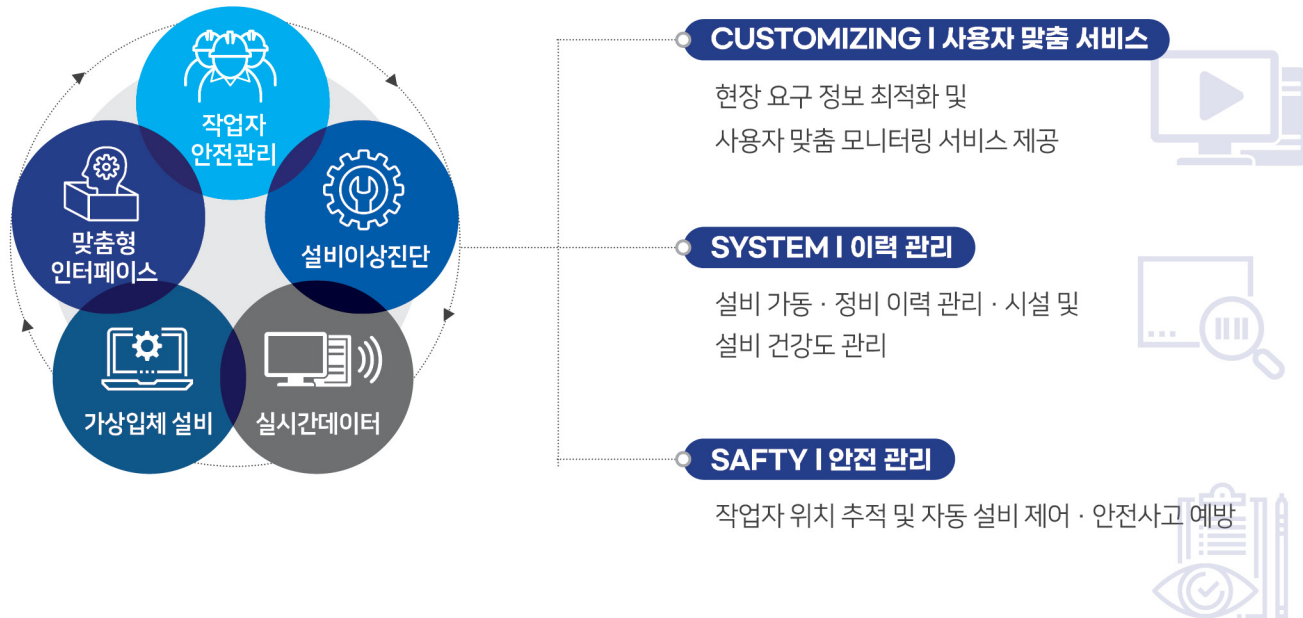 작업자
안전관리
맞춤형
인터페이스
설비이상진단
가상입체 설비
실시간데이터
CUSTOMIZING I 사용자 맞춤 서비스
현장 요구 정보 최적화 및
사용자 맞춤 모니터링 서비스 제공
SYSTEM I 이력 관리
설비 가동 · 정비 이력 관리 · 시설 및
설비 건강도 관리
SAFTY I 안전 관리
작업자 위치 추적 및 자동 설비 제어 · 안전사고 예방